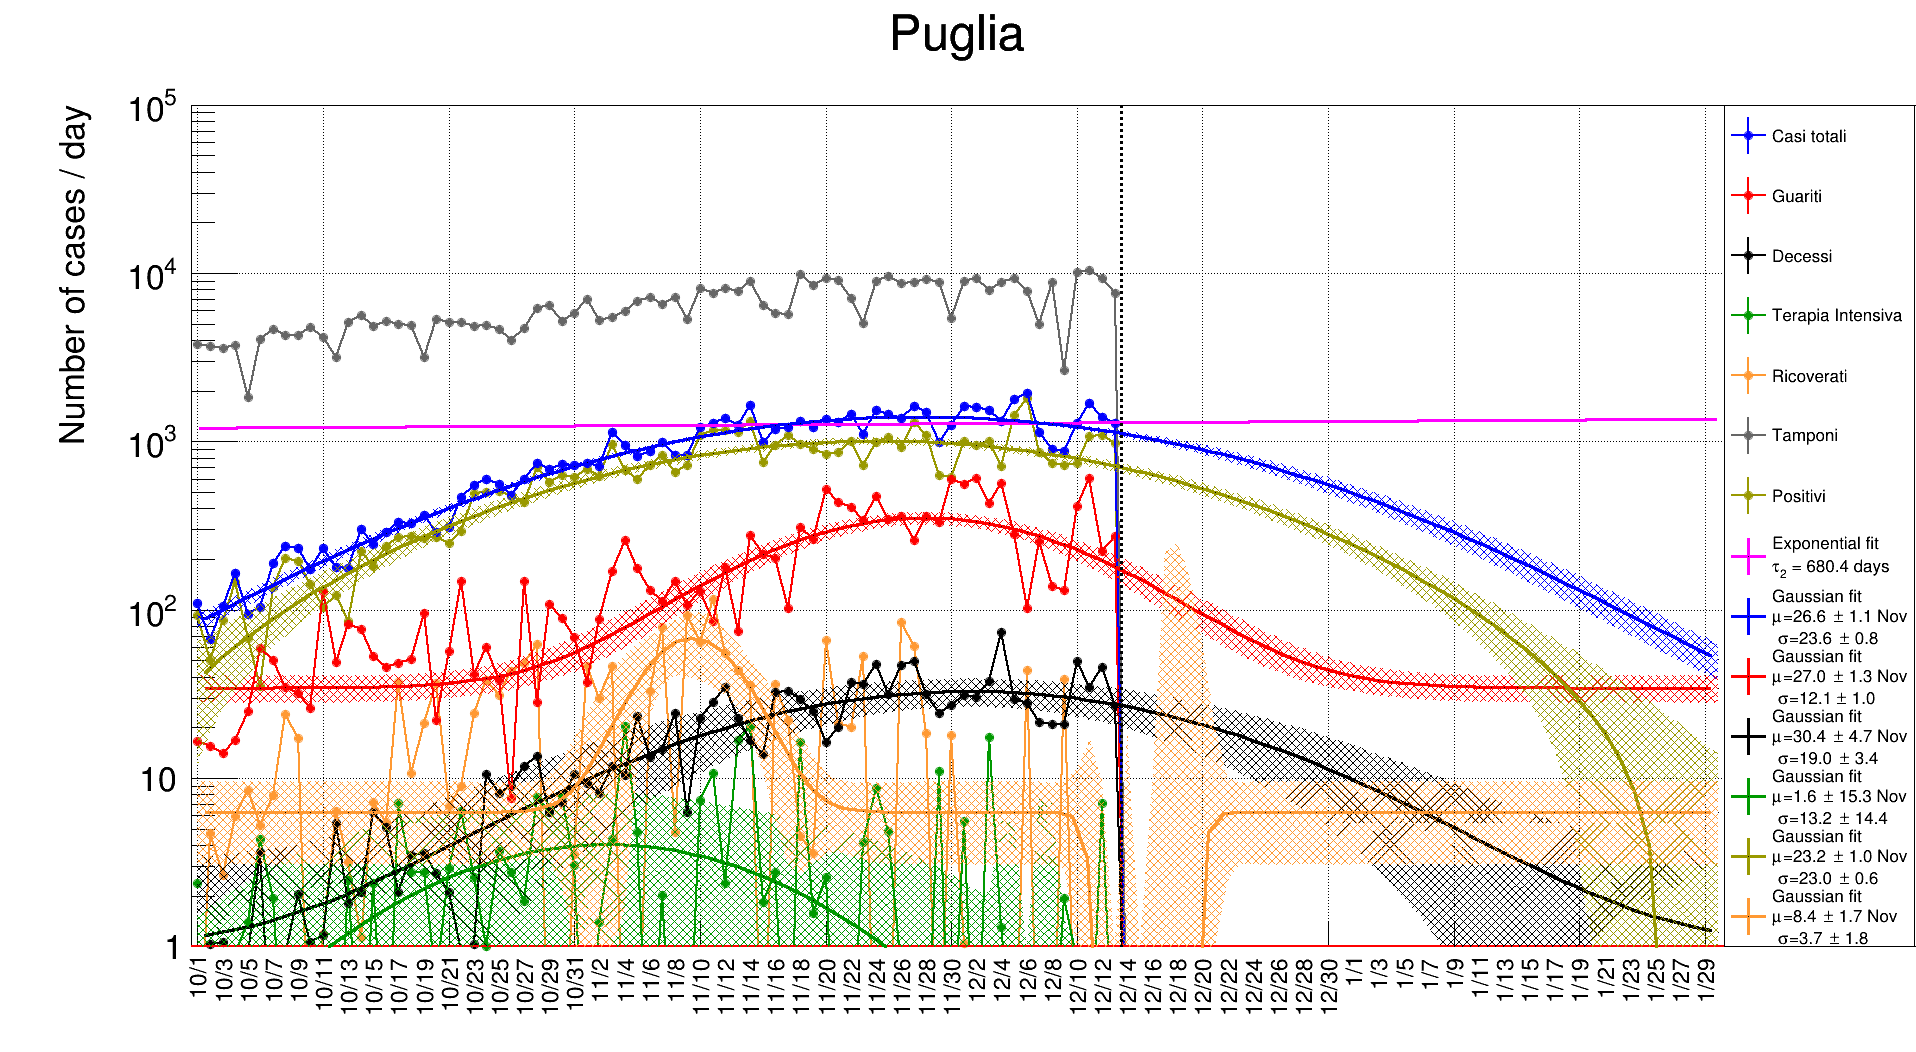 Puglia
Number of cases / day
10^5
10^4
10^3
10^2
10
1
10/1 10/3 10/5 10/7 10/9 10/11 10/13 10/15 10/17 10/19 10/21 10/23 10/25 10/27 10/29 10/31 11/2 11/4 11/6 11/8 11/10 11/12 11/14 11/16 11/18 11/20 11/22 11/24 11/26 11/28 11/30 12/2 12/4 12/6 12/8 12/10 12/12 12/14 12/16 12/18 12/20 12/22 12/24 12/26 12/28 12/30 1/1 1/3 1/5 1/7 1/9 1/11 1/13 1/15 1/17 1/19 1/21 1/23 1/25 1/27 1/29
Casi totali
Guariti
Decessi
Terapia Intensiva
Ricoverati
Tamponi
Positivi
Exponential fit
τ2 = 680.4 days
Gaussian fit
μ=26.6 ± 1.1 Nov
σ=23.6 ± 0.8
Gaussian fit
μ=27.0 ± 1.3 Nov
σ=12.1 ± 1.0
Gaussian fit
μ=30.4 ± 4.7 Nov
σ=19.0 ± 3.4
Gaussian fit
μ=1.6 ± 15.3 Nov
σ=13.2 ± 14.4
Gaussian fit
μ=23.2 ± 1.0 Nov
σ=23.0 ± 0.6
Gaussian fit
μ=8.4 ± 1.7 Nov
σ=3.7 ± 1.8